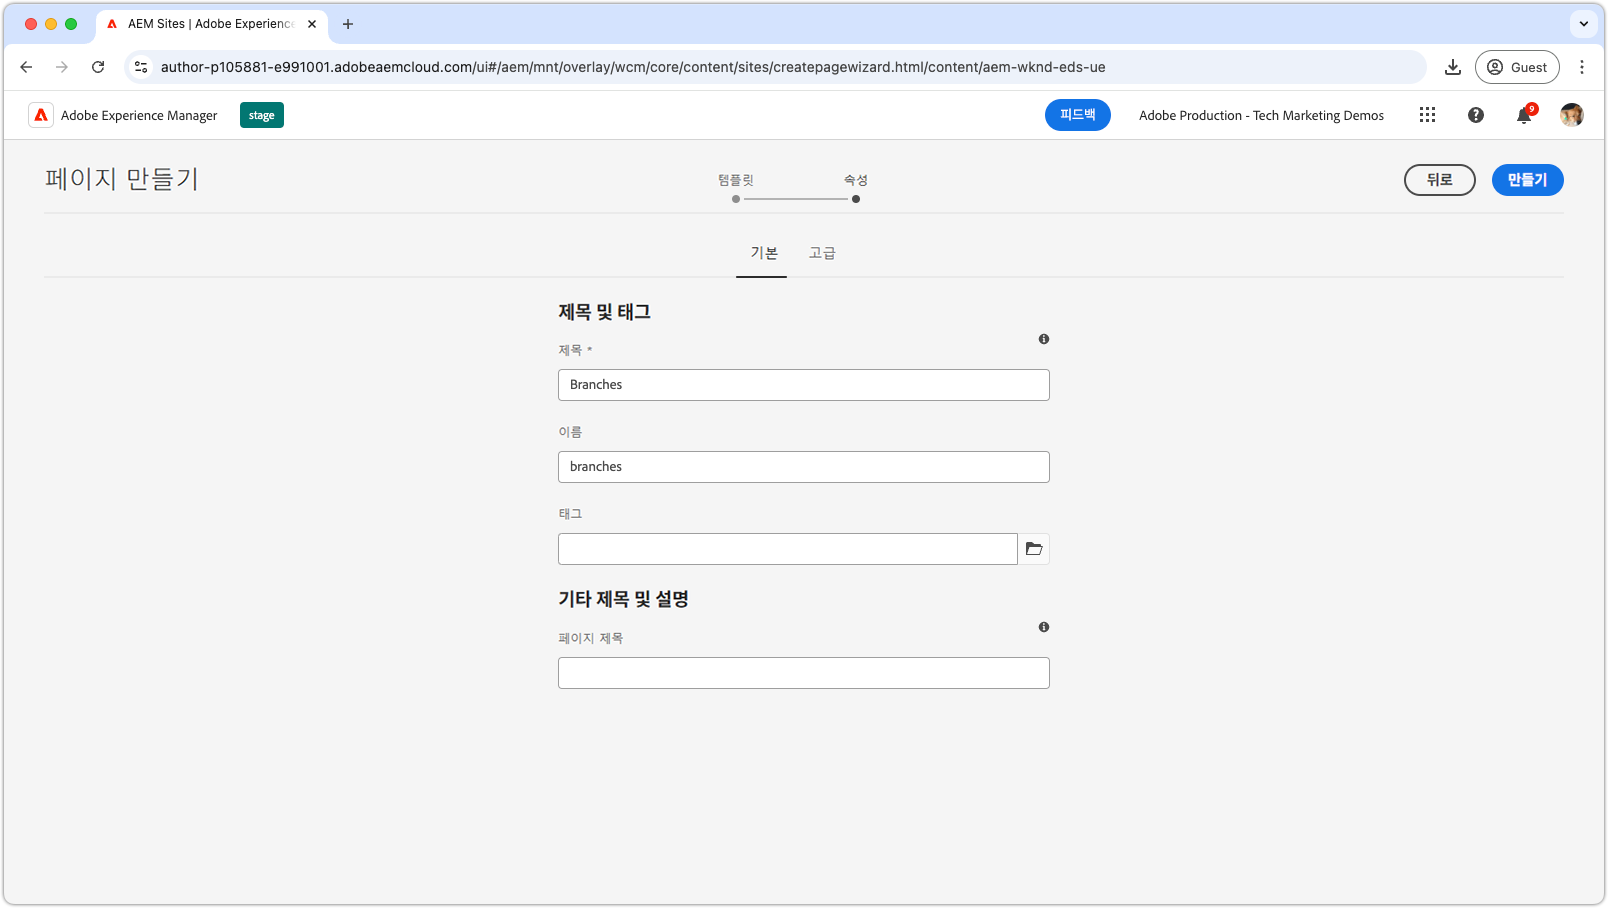 AEM Sites | Adobe Experience
author-p105881-e991001.adobeaemcloud.com/ui#/aem/mnt/overlay/wcm/core/content/sites/createpagewizard.html/content/aem-wknd-eds-ue
Guest
Adobe Experience Manager
stage
피드백
Adobe Production - Tech Marketing Demos
9
페이지 만들기
템플릿
속성
뒤로
만들기
기본
고급
제목 및 태그
제목 *
Branches
이름
branches
태그
기타 제목 및 설명
페이지 제목